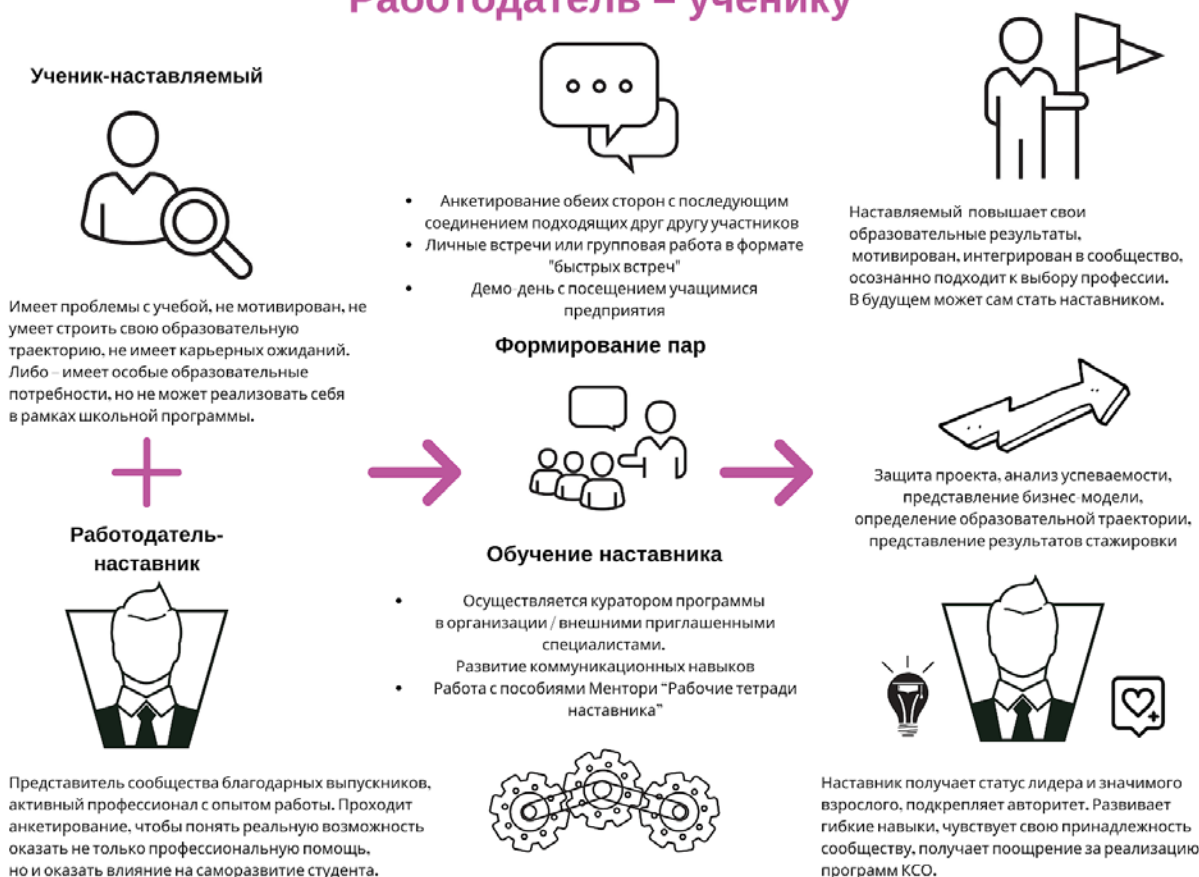 Работодатель – ученику
Ученик-наставляемый
Имеет проблемы с учебой, не мотивирован, не
умеет строить свою образовательную
траекторию, не имеет карьерных ожиданий.
Либо – имеет особые образовательные
потребности, но не может реализовать себя
в рамках школьной программы.
Работодатель-
наставник
Представитель сообщества благодарных выпускников,
активный профессионал с опытом работы. Проходит
анкетирование, чтобы понять реальную возможность
оказать не только профессиональную помощь,
но и оказать влияние на саморазвитие студента.
• Анкетирование обеих сторон с последующим
соединением подходящих друг другу участников
• Личные встречи или групповая работа в формате
"быстрых встреч"
• Демо-день с посещением учащимися
предприятия
Формирование пар
Обучение наставника
• Осуществляется куратором программы
в организации / внешними приглашенными
специалистами.
Развитие коммуникационных навыков
• Работа с пособиями Ментори “Рабочие тетради
наставника”
Наставляемый повышает свои
образовательные результаты,
мотивирован, интегрирован в сообщество,
осознанно подходит к выбору профессии.
В будущем может сам стать наставником.
Защита проекта, анализ успеваемости,
представление бизнес-модели,
определение образовательной траектории,
представление результатов стажировки
Наставник получает статус лидера и значимого
взрослого, подкрепляет авторитет. Развивает
гибкие навыки, чувствует свою принадлежность
сообществу, получает поощрение за реализацию
программ КСО.